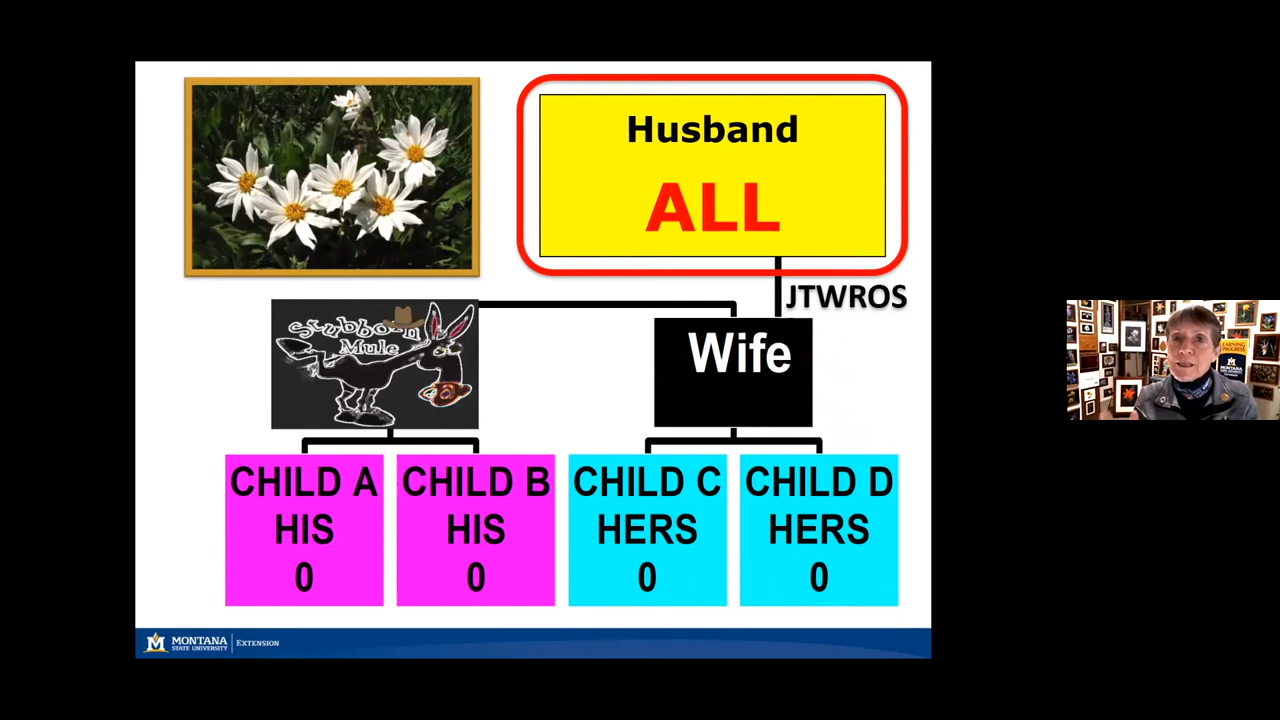 Husband
ALL
JTWROS
Stubborn
Mule
Wife
CHILD A
HIS
0
CHILD B
HIS
0
CHILD C
HERS
0
CHILD D
HERS
0
M MONTANA
STATE UNIVERSITY
EXTENSION